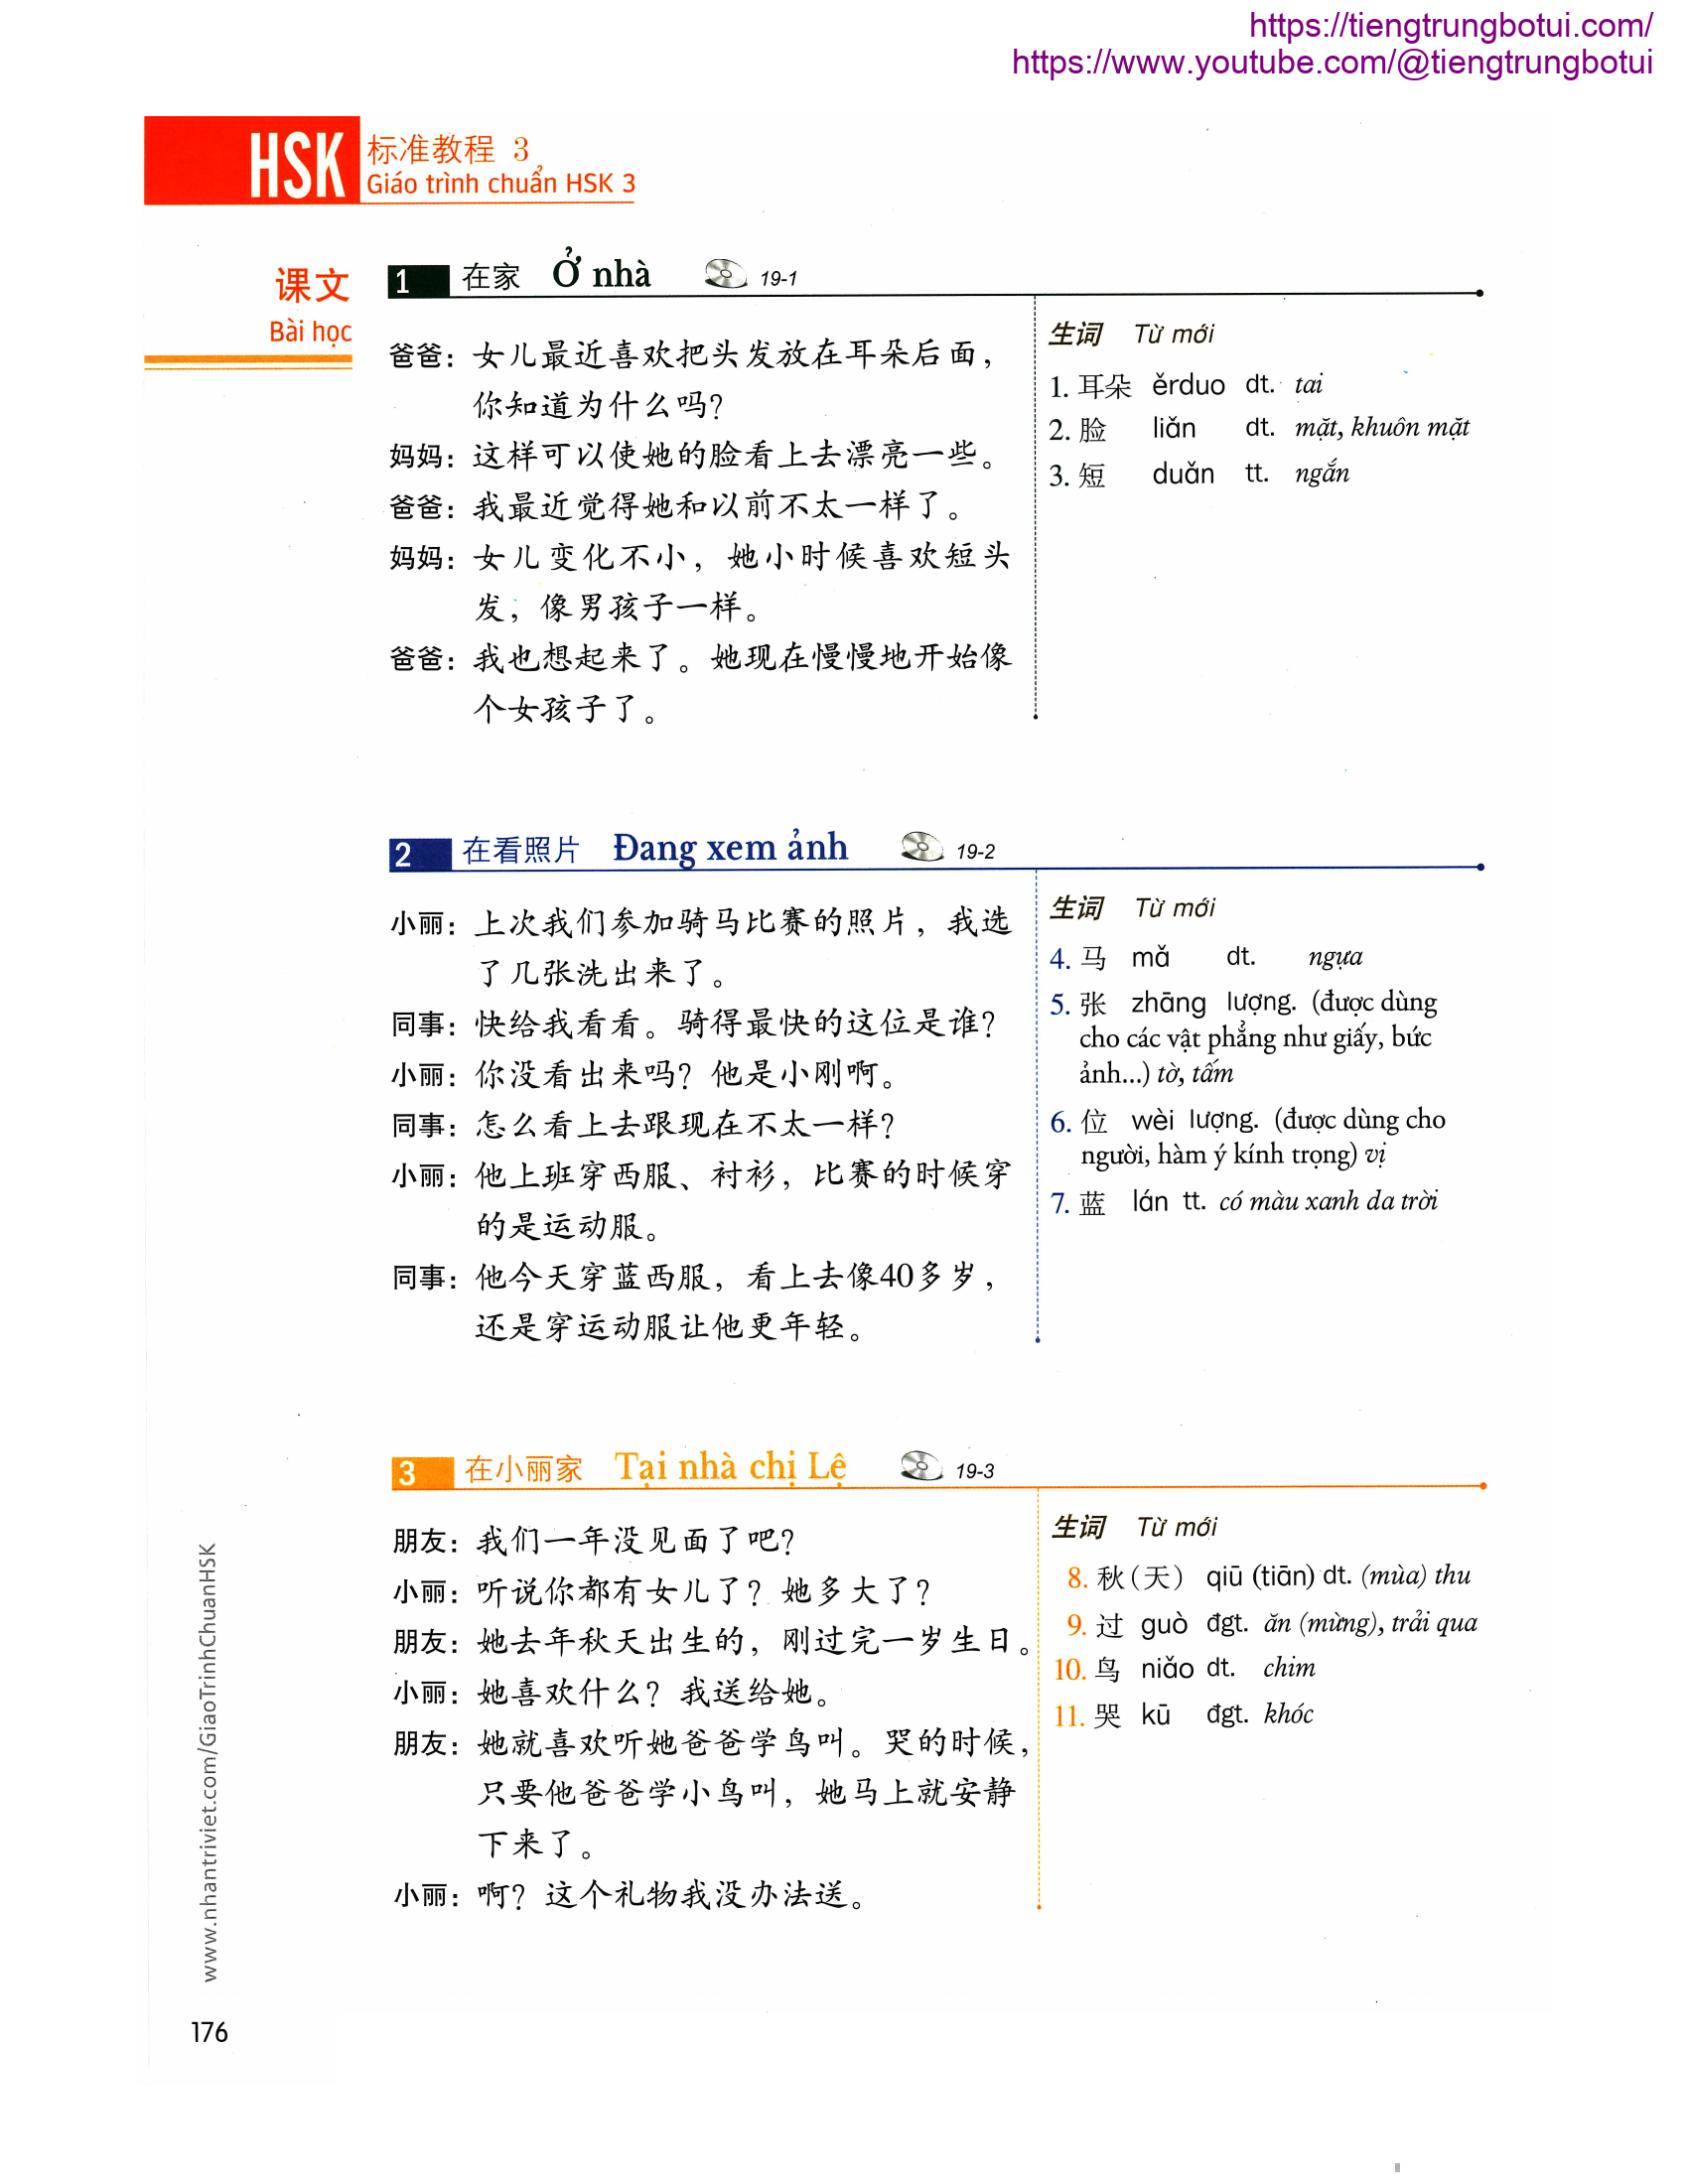 https://tiengtrungbotui.com/
https://www.youtube.com/@tiengtrungbotui
HSK 标准教程 3
Giáo trình chuẩn HSK 3
课文
Bài học
1 在家 Ở nhà 19-1
爸爸：女儿最近喜欢把头发放在耳朵后面，
你知道为什么吗？
妈妈：这样可以使她的脸看上去漂亮一些。
爸爸：我最近觉得她和以前不太一样了。
妈妈：女儿变化不小，她小时候喜欢短头
发，像男孩子一样。
爸爸：我也想起来了。她现在慢慢地开始像
个女孩子了。
生词 Từ mới
1. 耳朵 ěrduo dt. tai
2. 脸 liǎn dt. mặt, khuôn mặt
3. 短 duǎn tt. ngắn
2 在看照片 Đang xem ảnh 19-2
小丽：上次我们参加骑马比赛的照片，我选
了几张洗出来了。
同事：快给我看看。骑得最快的这位是谁？
小丽：你没看出来吗？他是小刚啊。
同事：怎么看上去跟现在不太一样？
小丽：他上班穿西服、衬衫，比赛的时候穿
的是运动服。
同事：他今天穿蓝西服，看上去像40多岁，
还是穿运动服让他更年轻。
生词 Từ mới
4. 马 mǎ dt. ngựa
5. 张 zhāng lượng. (được dùng
cho các vật phẳng như giấy, bức
ảnh...) tờ, tấm
6. 位 wèi lượng. (được dùng cho
người, hàm ý kính trọng) vị
7. 蓝 lán tt. có màu xanh da trời
3 在小丽家 Tại nhà chị Lệ 19-3
朋友：我们一年没见面了吧？
小丽：听说你都有女儿了？她多大了？
朋友：她去年秋天出生的，刚过完一岁生日。
小丽：她喜欢什么？我送给她。
朋友：她就喜欢听她爸爸学鸟叫。哭的时候，
只要他爸爸学小鸟叫，她马上就安静
下来了。
小丽：啊？这个礼物我没办法送。
生词 Từ mới
8. 秋（天） qiū (tiān) dt. (mùa) thu
9. 过 guò đgt. ăn (mừng), trải qua
10. 鸟 niǎo dt. chim
11. 哭 kū đgt. khóc
www.nhantriviet.com/GiaoTrinhChuanHSK
176